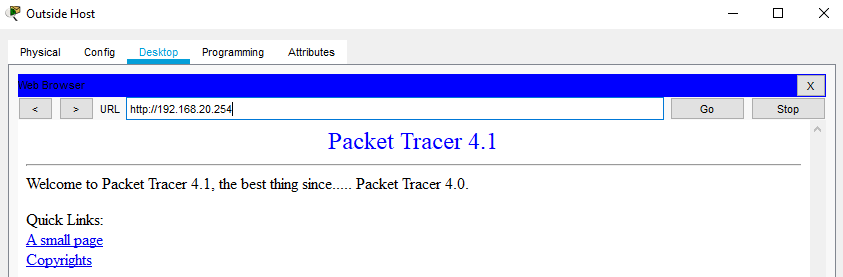 Outside Host
Physical Config Desktop Programming Attributes
Web Browser X
< > URL http://192.168.20.254 Go Stop
Packet Tracer 4.1
Welcome to Packet Tracer 4.1, the best thing since..... Packet Tracer 4.0.
Quick Links:
A small page
Copyrights